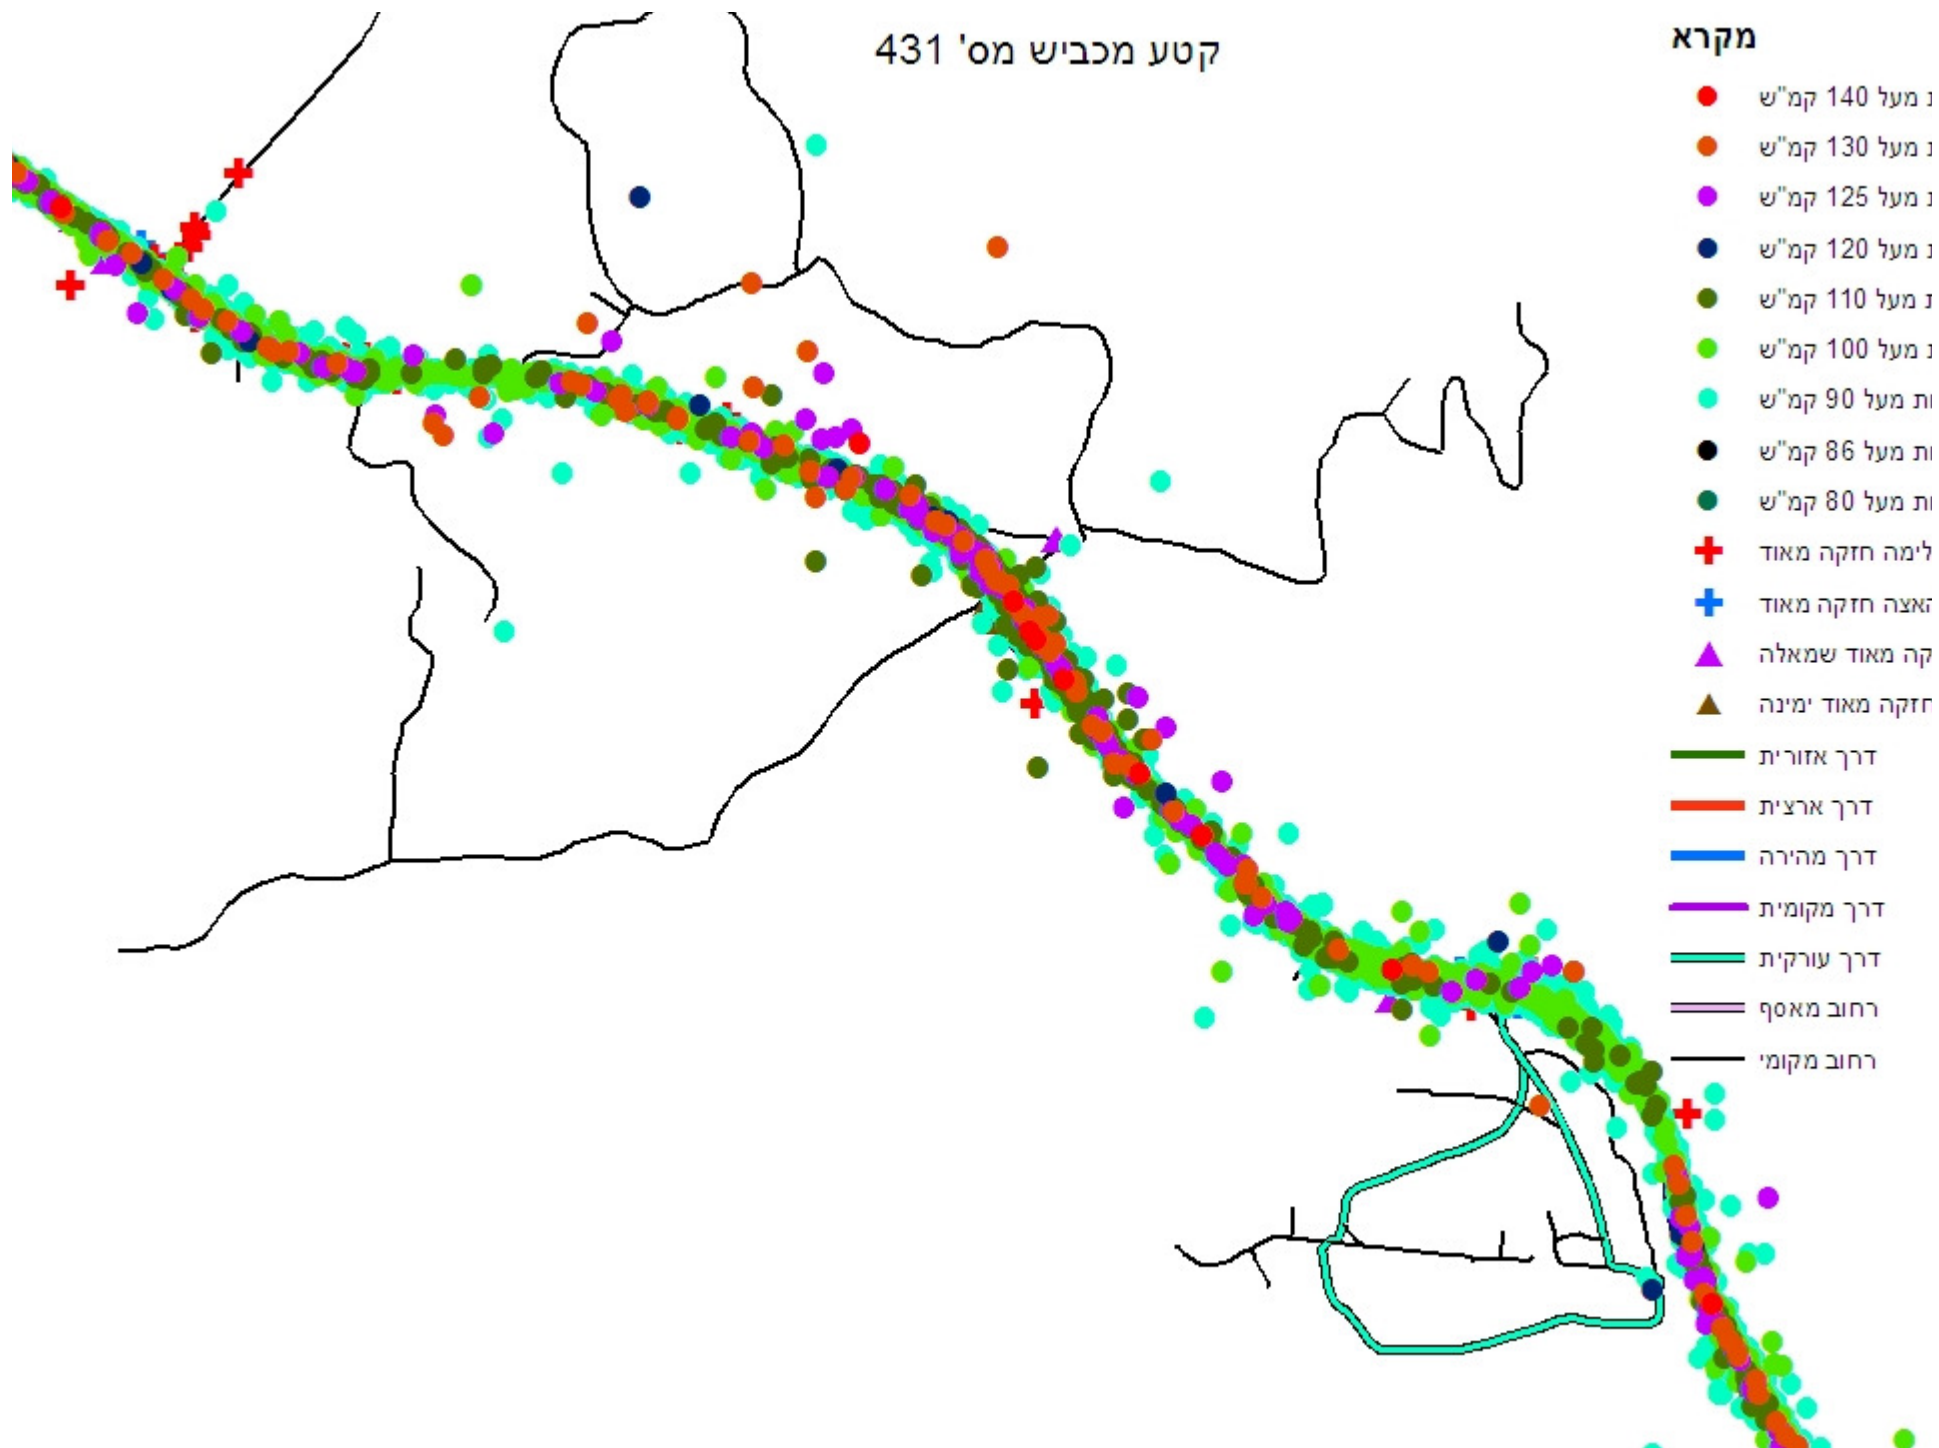 קטע מכביש מס' 431
מקרא
מעל 140 קמ"ש
מעל 130 קמ"ש
מעל 125 קמ"ש
מעל 120 קמ"ש
מעל 110 קמ"ש
מעל 100 קמ"ש
מעל 90 קמ"ש
מעל 86 קמ"ש
מעל 80 קמ"ש
חזקה מאוד
חזקה מאוד
מאוד שמאלה
חזקה מאוד ימינה
דרך אזורית
דרך ארצית
דרך מהירה
דרך מקומית
דרך עורקית
רחוב מאסף
רחוב מקומי